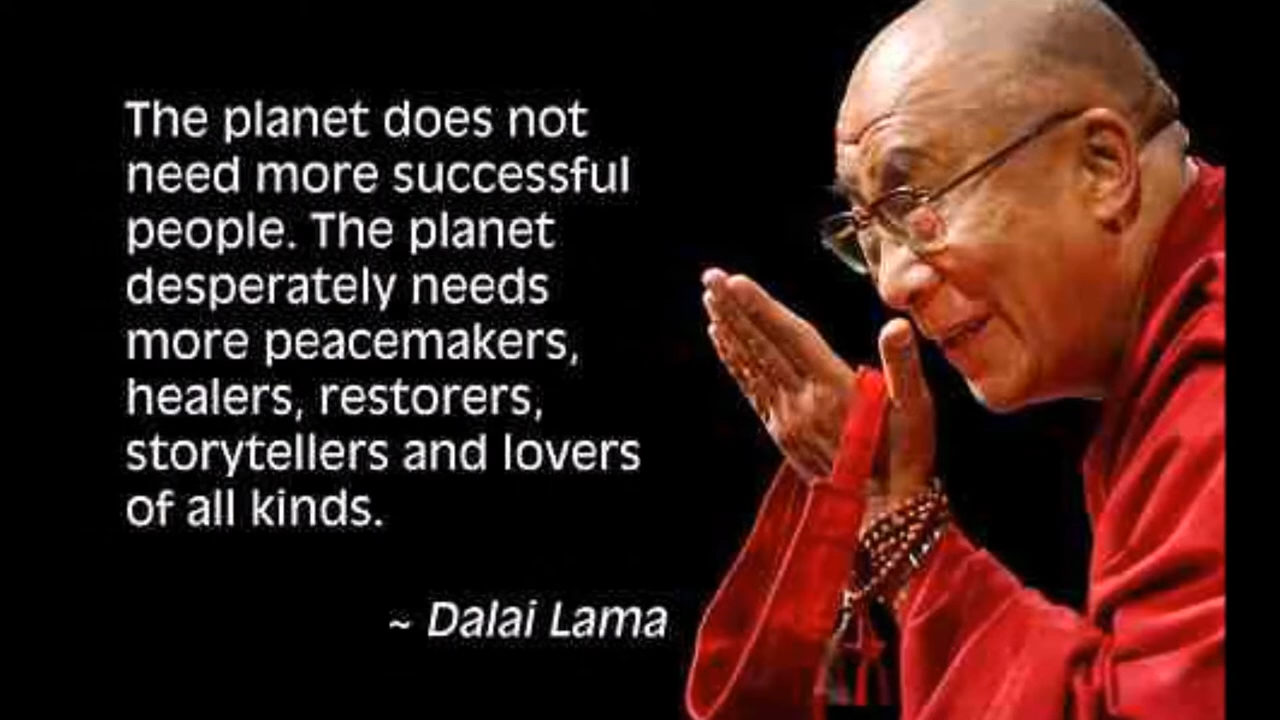 The planet does not
need more successful
people. The planet
desperately needs
more peacemakers,
healers, restorers,
storytellers and lovers
of all kinds.
~ Dalai Lama